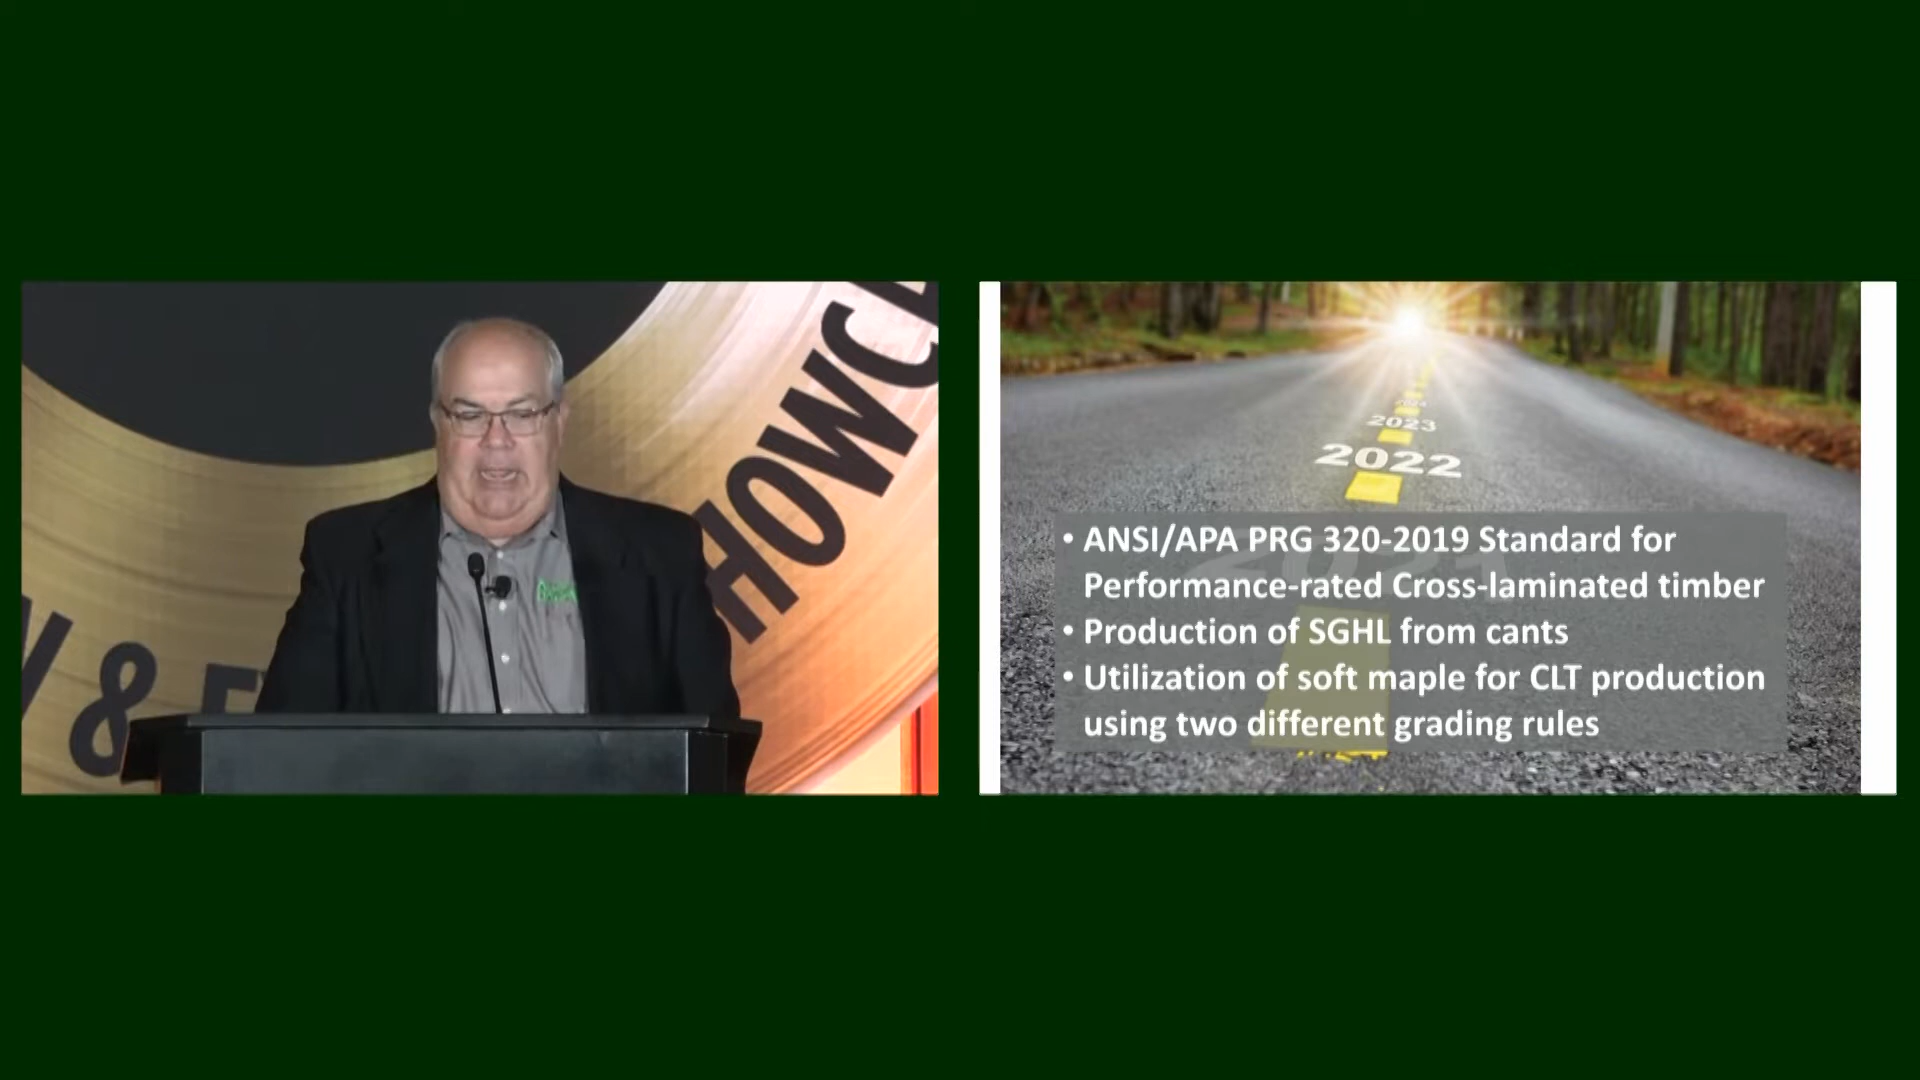 HOWC
&
2024
2023
2022
• ANSI/APA PRG 320-2019 Standard for
Performance-rated Cross-laminated timber
• Production of SGHL from cants
• Utilization of soft maple for CLT production
using two different grading rules